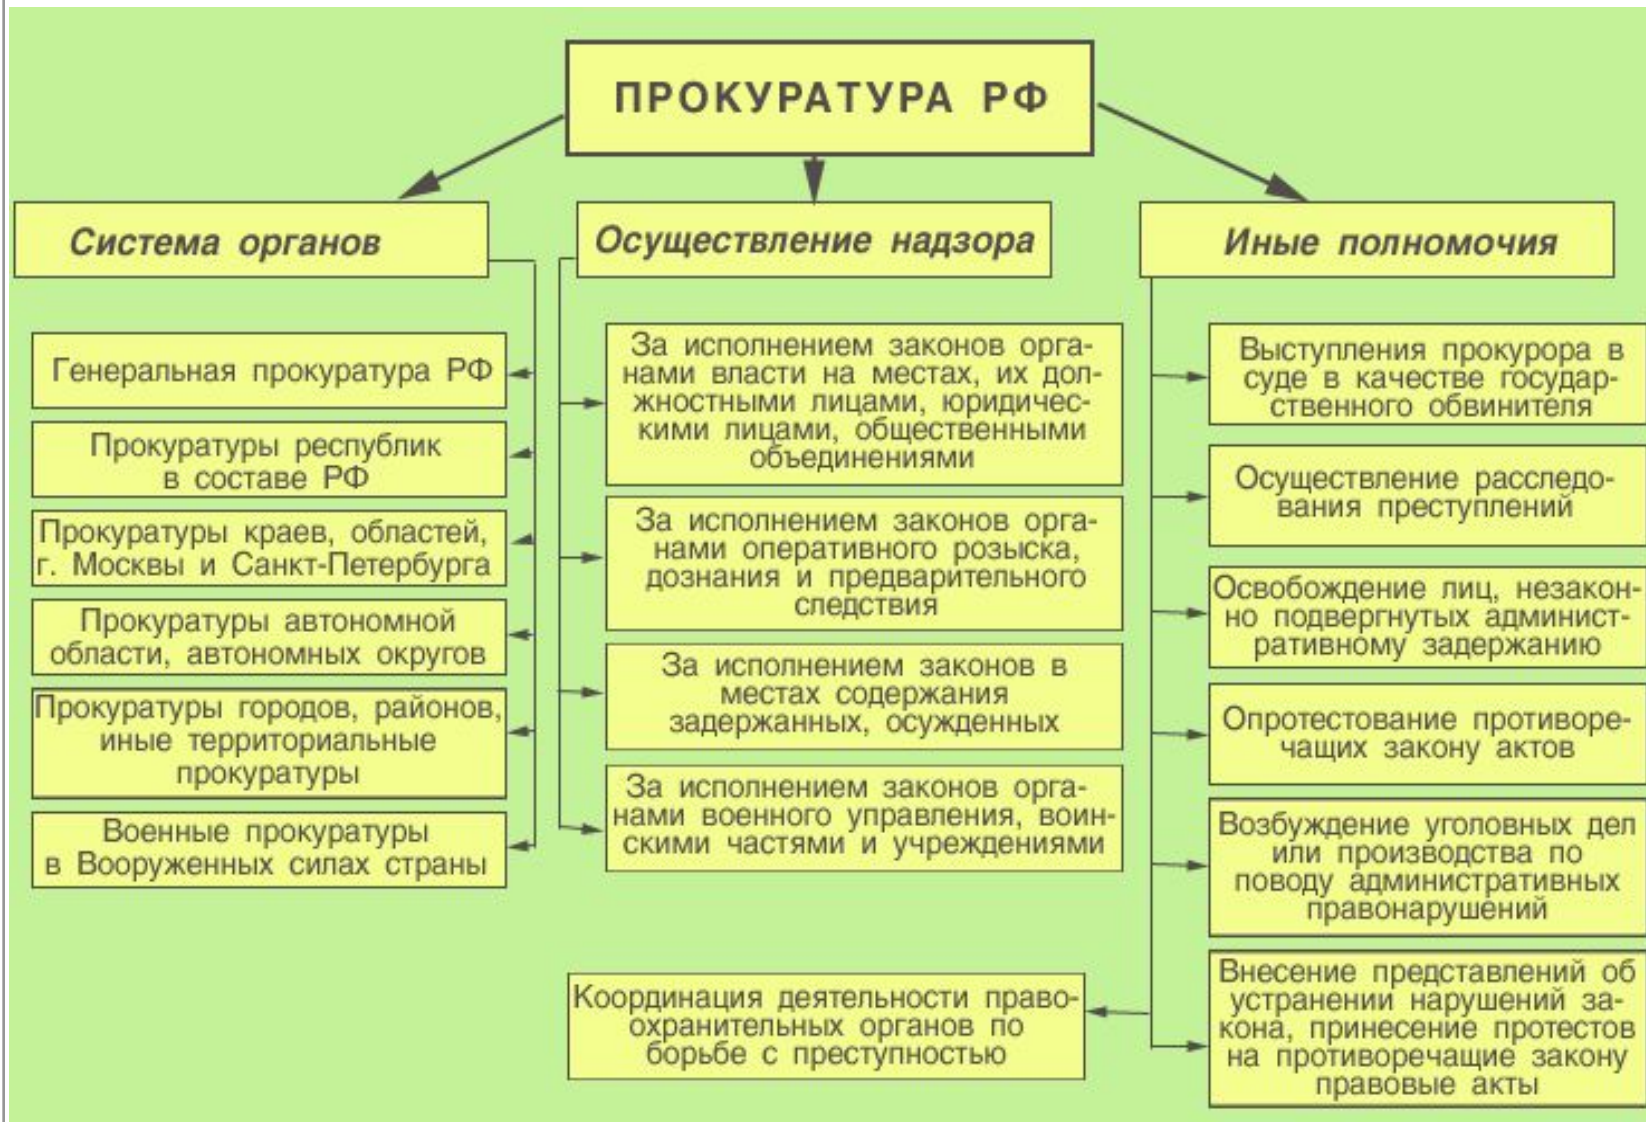 ПРОКУРАТУРА РФ
Система органов
Генеральная прокуратура РФ
Прокуратуры республик
в составе РФ
Прокуратуры краев, областей,
г. Москвы и Санкт-Петербурга
Прокуратуры автономной
области, автономных округов
Прокуратуры городов, районов,
иные территориальные
прокуратуры
Военные прокуратуры
в Вооруженных силах страны
Осуществление надзора
За исполнением законов орга-
нами власти на местах, их дол-
жностными лицами, юридичес-
кими лицами, общественными
объединениями
За исполнением законов орга-
нами оперативного розыска,
дознания и предварительного
следствия
За исполнением законов в
местах содержания
задержанных, осужденных
За исполнением законов орга-
нами военного управления, воин-
скими частями и учреждениями
Иные полномочия
Выступления прокурора в
суде в качестве государ-
ственного обвинителя
Осуществление расследо-
вания преступлений
Освобождение лиц, незакон-
но подвергнутых админист-
ративному задержанию
Опротестование противоре-
чащих закону актов
Возбуждение уголовных дел
или производства по
поводу административных
правонарушений
Внесение представлений об
устранении нарушений за-
кона, принесение протестов
на противоречащие закону
правовые акты
Координация деятельности право-
охранительных органов по
борьбе с преступностью